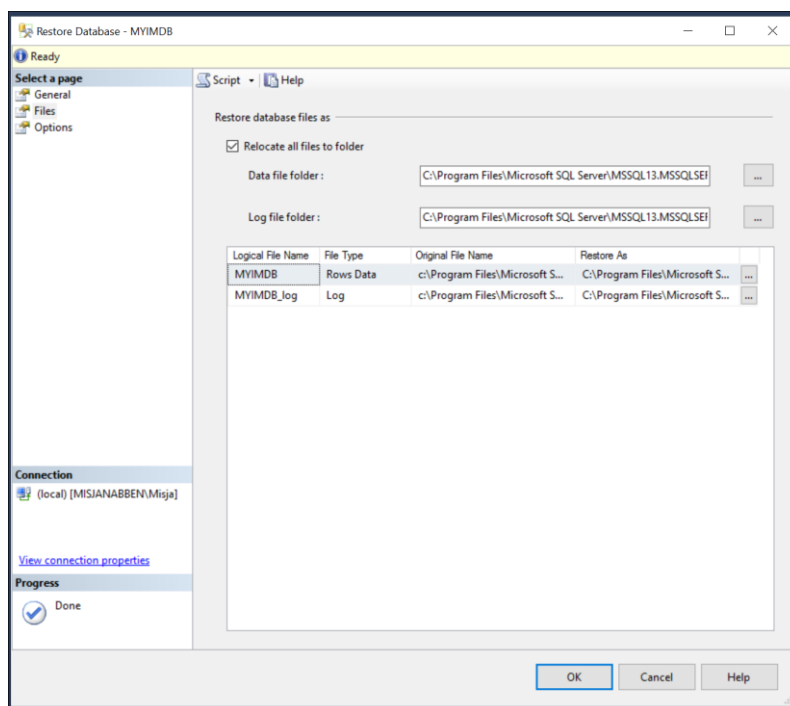 Restore Database - MYIMDB
Ready
Select a page
General
Files
Options
Script
Help
Restore database files as
Relocate all files to folder
Data file folder :
C:\Program Files\Microsoft SQL Server\MSSQL13.MSSQLSEF
...
Log file folder :
C:\Program Files\Microsoft SQL Server\MSSQL13.MSSQLSEF
...
Logical File Name File Type Original File Name Restore As
MYIMDB Rows Data c:\Program Files\Microsoft S... C:\Program Files\Microsoft S... ...
MYIMDB_log Log c:\Program Files\Microsoft S... C:\Program Files\Microsoft S... ...
Connection
(local) [MISJANABBEN\Misja]
View connection properties
Progress
Done
OK Cancel Help